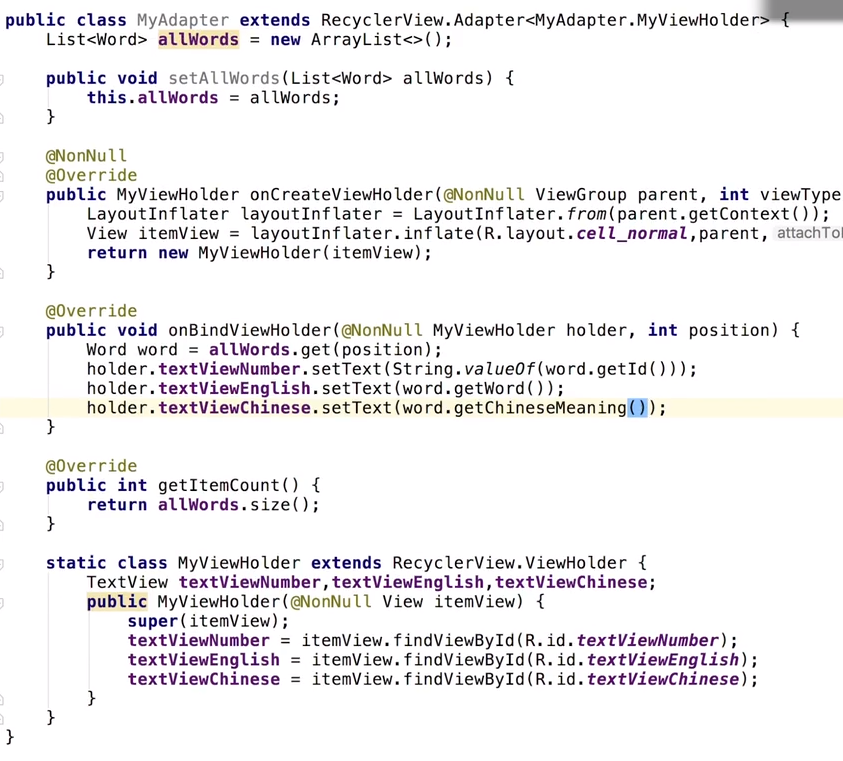 public class MyAdapter extends RecyclerView.Adapter<MyAdapter.MyViewHolder> {
    List<Word> allWords = new ArrayList<>();

    public void setAllWords(List<Word> allWords) {
        this.allWords = allWords;
    }

    @NonNull
    @Override
    public MyViewHolder onCreateViewHolder(@NonNull ViewGroup parent, int viewType
        LayoutInflater layoutInflater = LayoutInflater.from(parent.getContext());
        View itemView = layoutInflater.inflate(R.layout.cell_normal,parent,
        return new MyViewHolder(itemView);
    }

    @Override
    public void onBindViewHolder(@NonNull MyViewHolder holder, int position) {
        Word word = allWords.get(position);
        holder.textViewNumber.setText(String.valueOf(word.getId()));
        holder.textViewEnglish.setText(word.getWord());
        holder.textViewChinese.setText(word.getChineseMeaning());
    }

    @Override
    public int getItemCount() {
        return allWords.size();
    }

    static class MyViewHolder extends RecyclerView.ViewHolder {
        TextView textViewNumber,textViewEnglish,textViewChinese;
        public MyViewHolder(@NonNull View itemView) {
            super(itemView);
            textViewNumber = itemView.findViewById(R.id.textViewNumber);
            textViewEnglish = itemView.findViewById(R.id.textViewEnglish);
            textViewChinese = itemView.findViewById(R.id.textViewChinese);
        }
    }
}